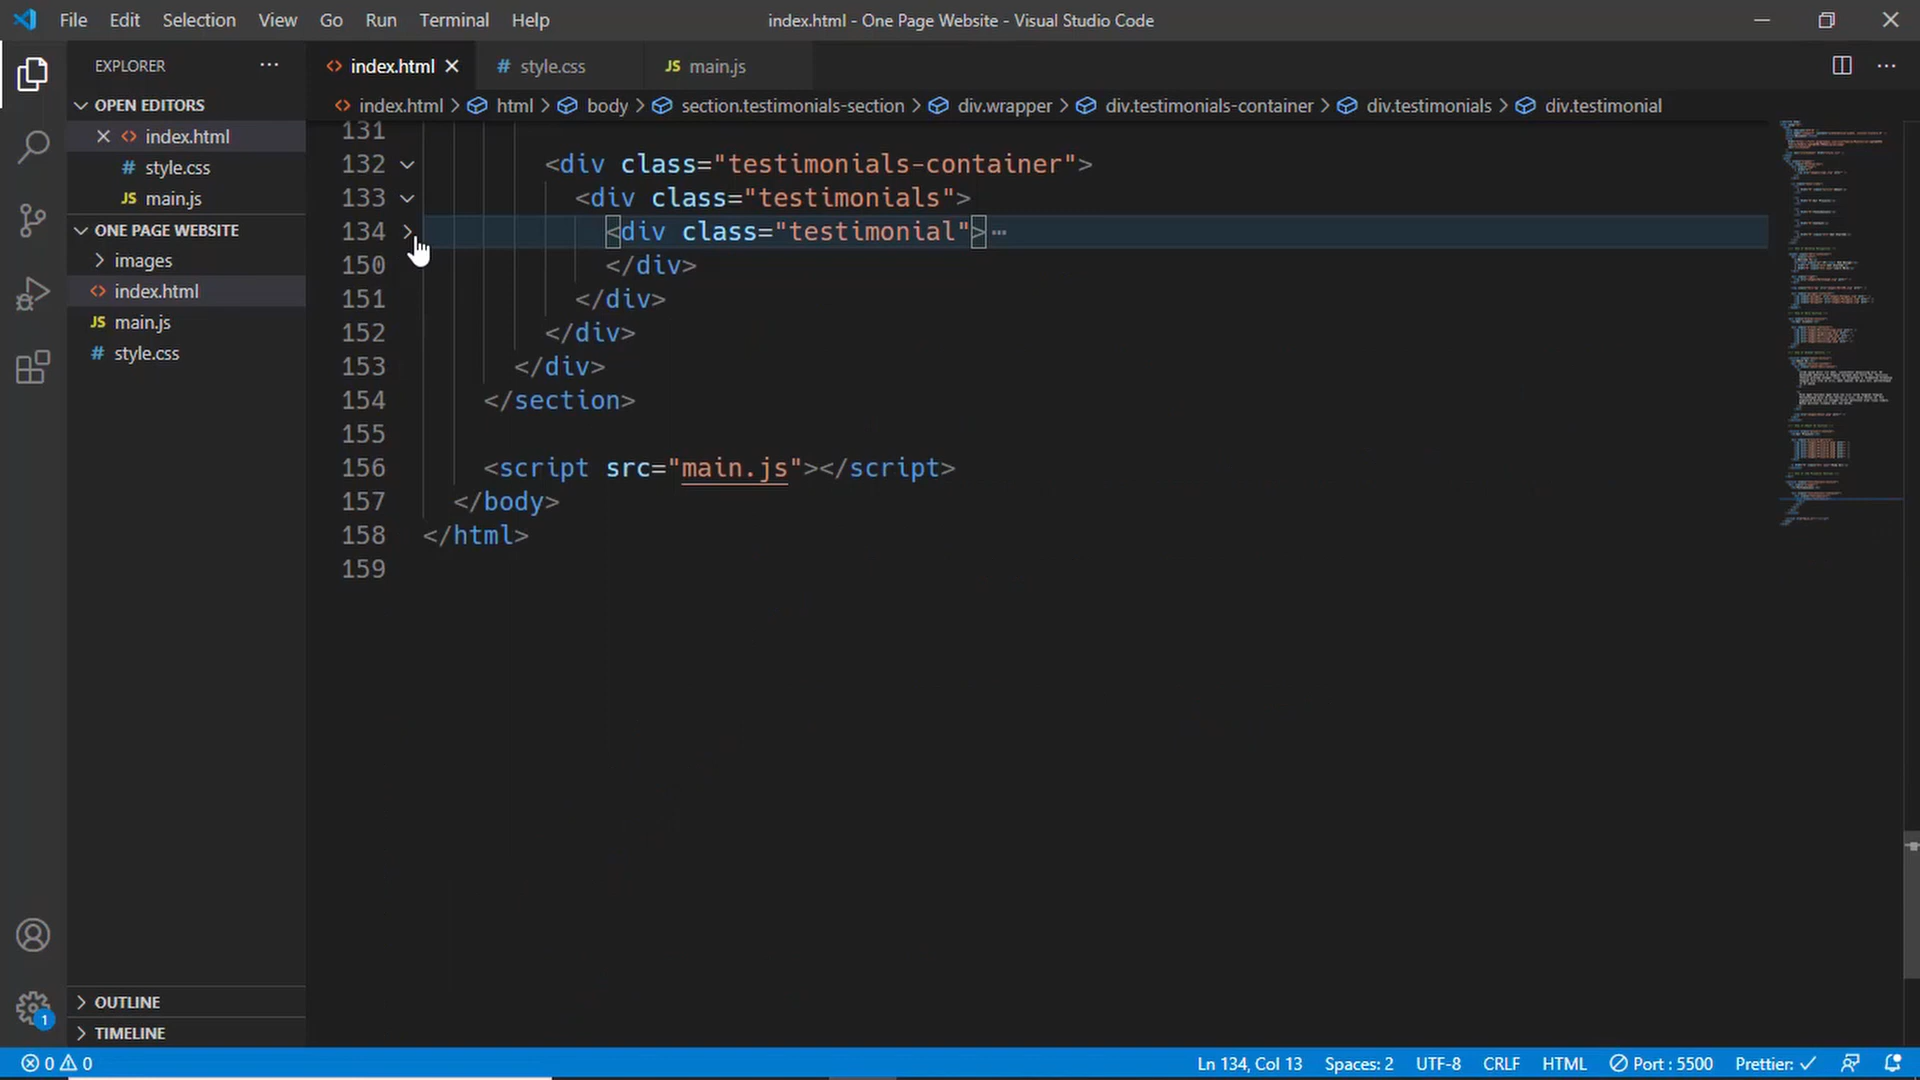 File Edit Selection View Go Run Terminal Help
index.html - One Page Website - Visual Studio Code
EXPLORER
OPEN EDITORS
index.html
style.css
JS main.js
ONE PAGE WEBSITE
images
index.html
JS main.js
style.css
OUTLINE
TIMELINE
index.html # style.css JS main.js
index.html > html > body > section.testimonials-section > div.wrapper > div.testimonials-container > div.testimonials > div.testimonial
131
132 <div class="testimonials-container">
133 <div class="testimonials">
134 <div class="testimonial">…
150 </div>
151 </div>
152 </div>
153 </div>
154 </section>
155
156 <script src="main.js"></script>
157 </body>
158 </html>
159
1
0 0 Ln 134, Col 13 Spaces: 2 UTF-8 CRLF HTML Port : 5500 Prettier: ✓